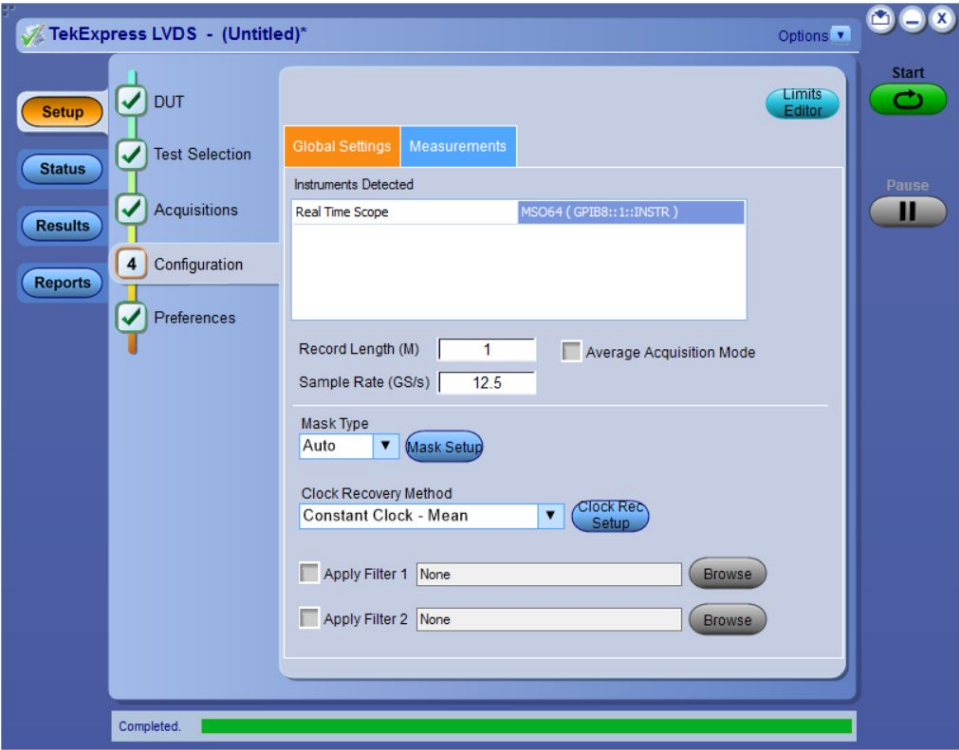 TekExpress LVDS - (Untitled)*
Options
Start
Pause
Setup
Status
Results
Reports
DUT
Test Selection
Acquisitions
4 Configuration
Preferences
Limits
Editor
Global Settings Measurements
Instruments Detected
Real Time Scope MSO64 ( GPIB8::1::INSTR )
Record Length (M) 1 Average Acquisition Mode
Sample Rate (GS/s) 12.5
Mask Type
Auto Mask Setup
Clock Recovery Method
Constant Clock - Mean Clock Rec
Setup
Apply Filter 1 None Browse
Apply Filter 2 None Browse
Completed.